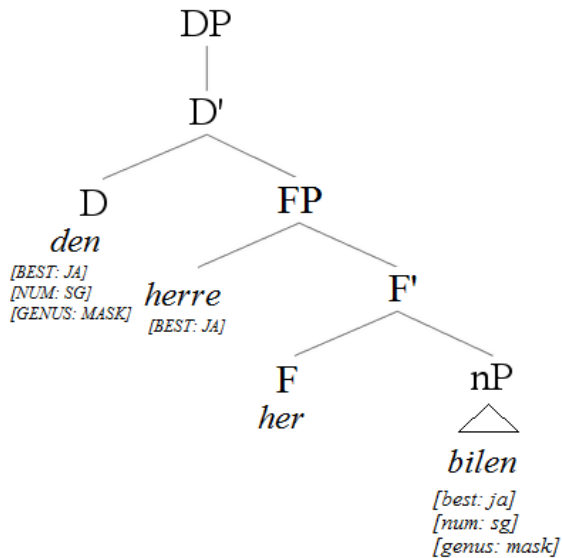 DP
D'
D
FP
den
[BEST: JA]
[NUM: SG]
[GENUS: MASK]
herre
[BEST: JA]
F'
F
her
nP
bilen
[best: ja]
[num: sg]
[genus: mask]